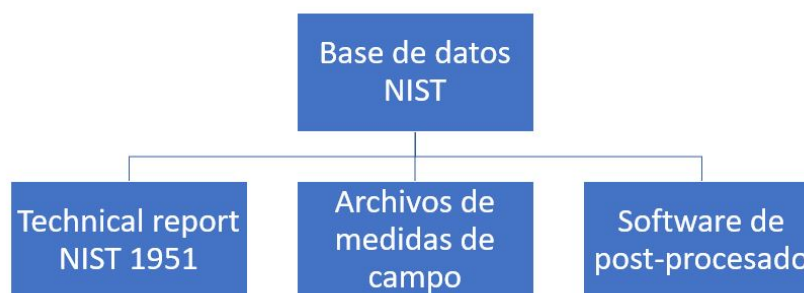 Base de datos
NIST
Technical report
NIST 1951
Archivos de
medidas de
campo
Software de
post-procesado